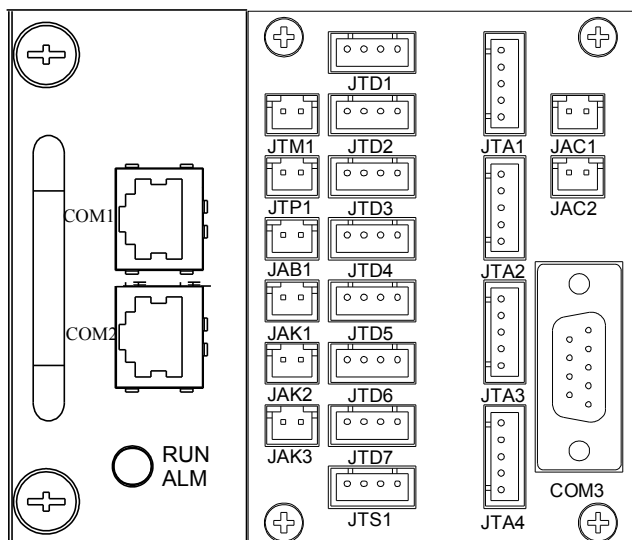 JTD1
JTM1 JTD2 JTA1 JAC1
JTP1 JTD3 JAC2
COM1
JAB1 JTD4 JTA2
COM2
JAK1 JTD5
JAK2 JTD6 JTA3
JAK3 JTD7
RUN
ALM
COM3
JTS1 JTA4